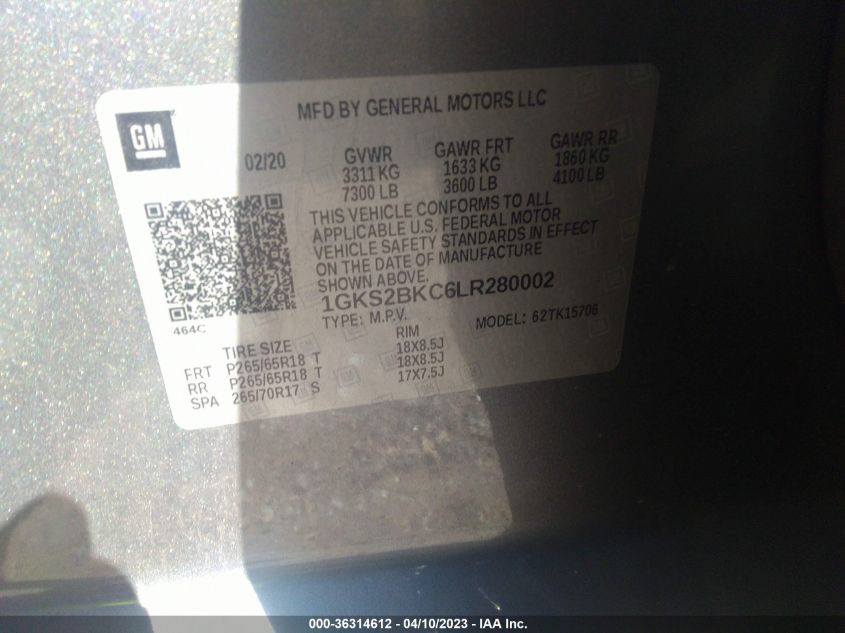 MFD BY GENERAL MOTORS LLC
GM
02/20
GVWR
3311 KG
7300 LB
GAWR FRT
1633 KG
3600 LB
GAWR RR
1860 KG
4100 LB
THIS VEHICLE CONFORMS TO ALL
APPLICABLE U.S. FEDERAL MOTOR
VEHICLE SAFETY STANDARDS IN EFFECT
ON THE DATE OF MANUFACTURE
SHOWN ABOVE.
1GKS2BKC6LR280002
TYPE: M.P.V. MODEL: 62TK15706
464C
TIRE SIZE RIM
FRT P265/65R18 T 18X8.5J
RR P265/65R18 T 18X8.5J
SPA 265/70R17 S 17X7.5J
000-36314612 - 04/10/2023 - IAA Inc.